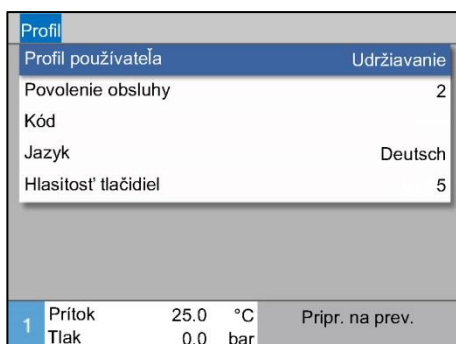 Profil
Profil používateľa Udržiavanie
Povolenie obsluhy 2
Kód
Jazyk Deutsch
Hlasitosť tlačidiel 5
1 Prítok 25.0 °C Pripr. na prev.
Tlak 0.0 bar